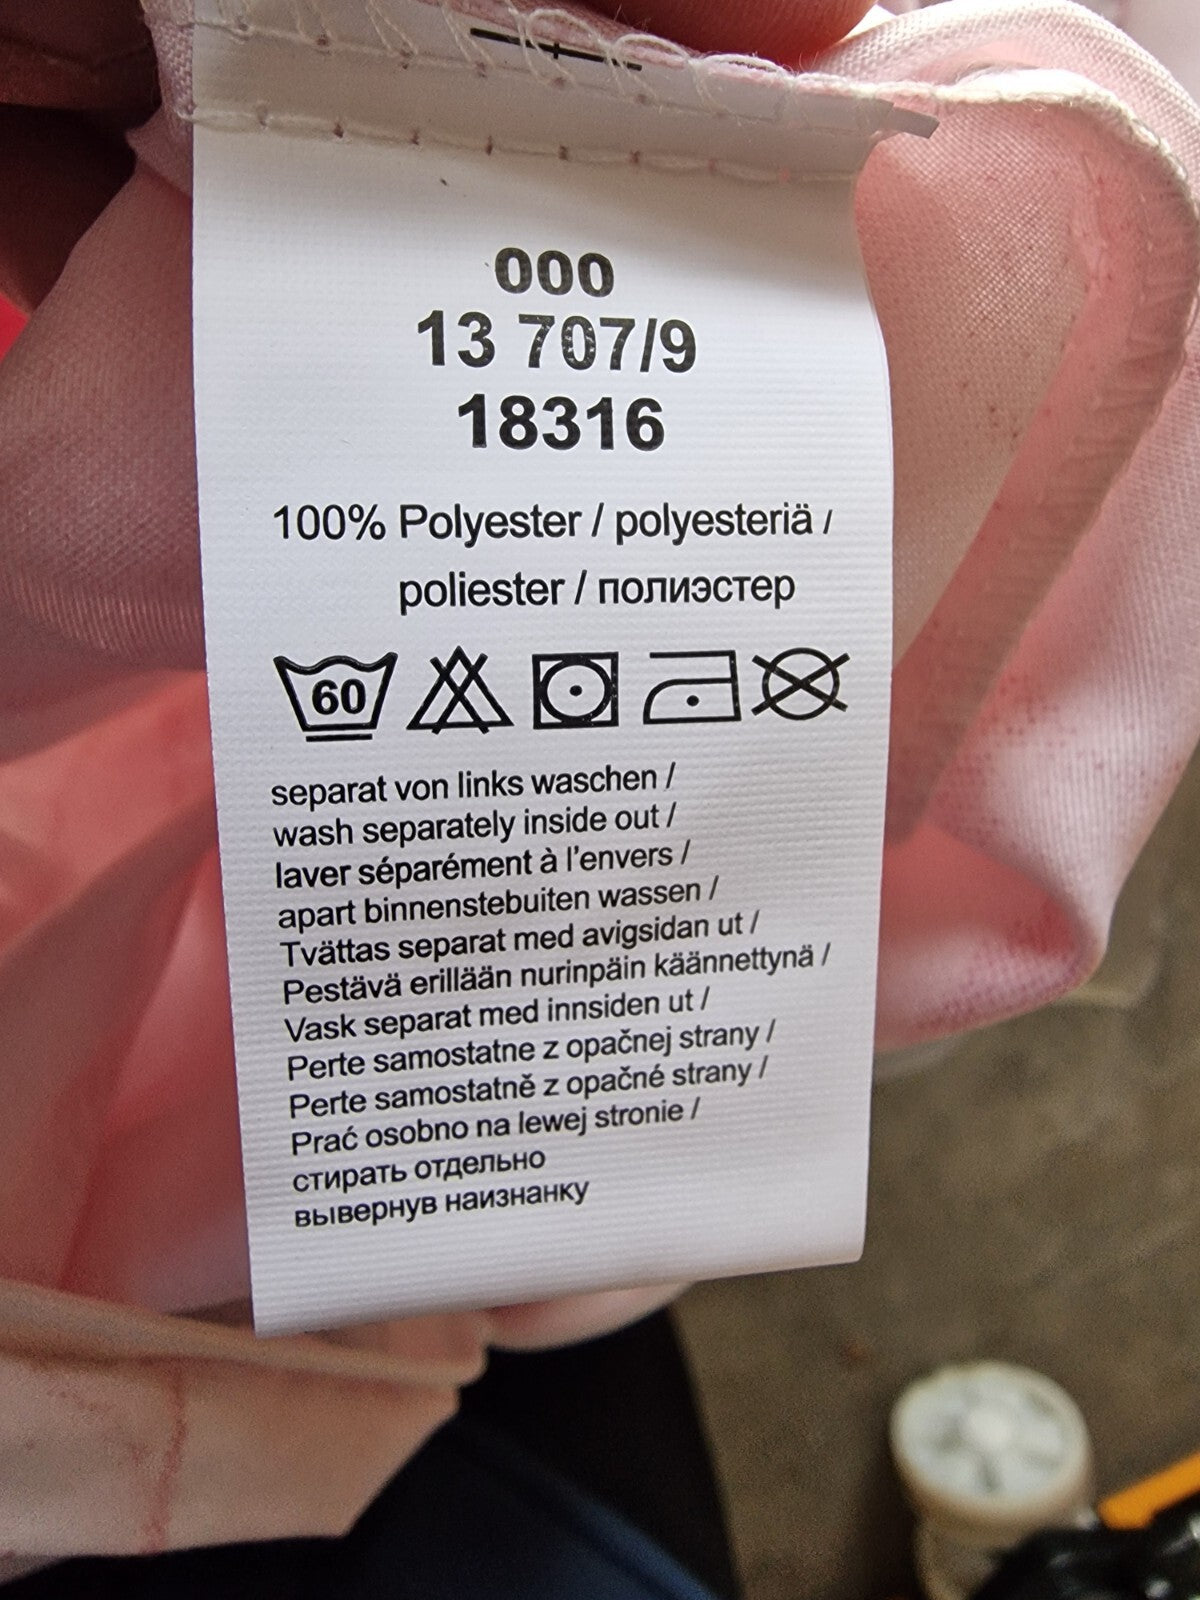 000
13 707/9
18316
100% Polyester / polyesteriä /
poliester / полиэстер
60
separat von links waschen /
wash separately inside out /
laver séparément à l'envers /
apart binnenstebuiten wassen /
Tvättas separat med avigsidan ut /
Pestävä erillään nurinpäin käännettynä /
Vask separat med innsiden ut /
Perte samostatne z opačnej strany /
Perte samostatně z opačné strany /
Prać osobno na lewej stronie /
стирать отдельно
вывернув наизнанку